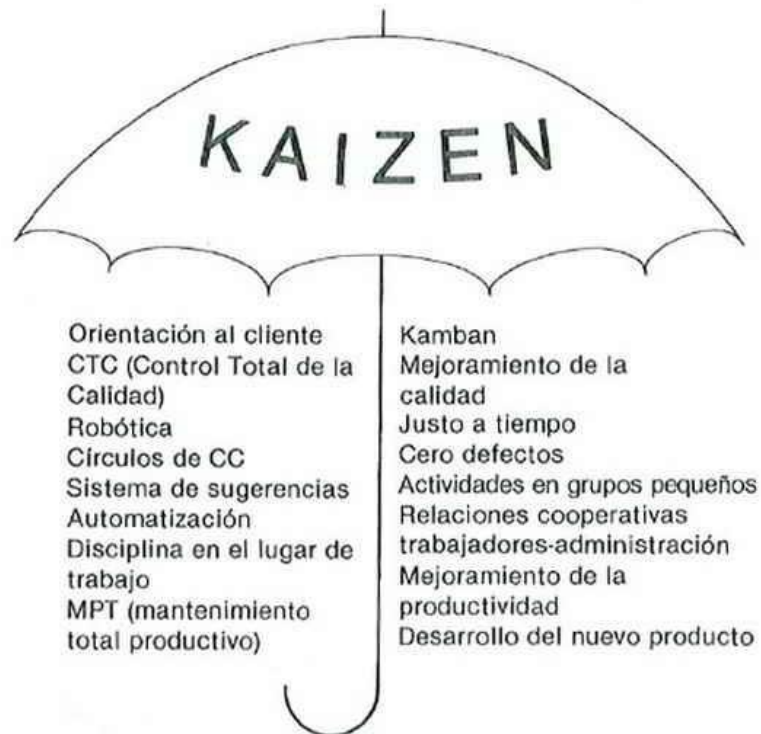 KAIZEN
Orientación al cliente
CTC (Control Total de la
Calidad)
Robótica
Círculos de CC
Sistema de sugerencias
Automatización
Disciplina en el lugar de
trabajo
MPT (mantenimiento
total productivo)
Kamban
Mejoramiento de la
calidad
Justo a tiempo
Cero defectos
Actividades en grupos pequeños
Relaciones cooperativas
trabajadores-administración
Mejoramiento de la
productividad
Desarrollo del nuevo producto